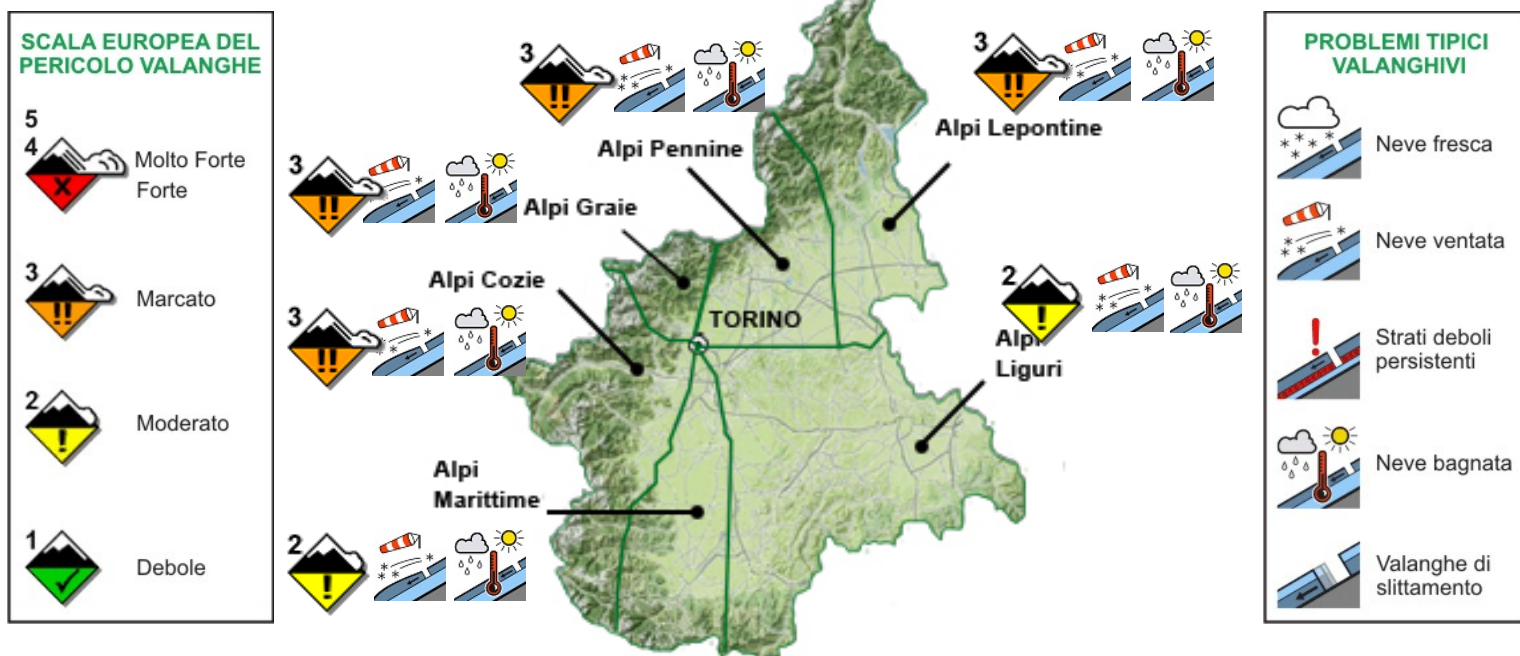 SCALA EUROPEA DEL
PERICOLO VALANGHE
5
4
Molto Forte
Forte
3
Marcato
2
Moderato
1
Debole
3
Alpi Pennine
3
Alpi Lepontine
3
Alpi Graie
3
Alpi Cozie
TORINO
2
Alpi
Liguri
Alpi
Marittime
2
PROBLEMI TIPICI
VALANGHIVI
Neve fresca
Neve ventata
Strati deboli
persistenti
Neve bagnata
Valanghe di
slittamento